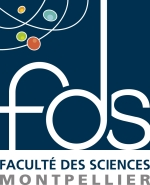 fds
FACULTÉ DES SCIENCES
MONTPELLIER